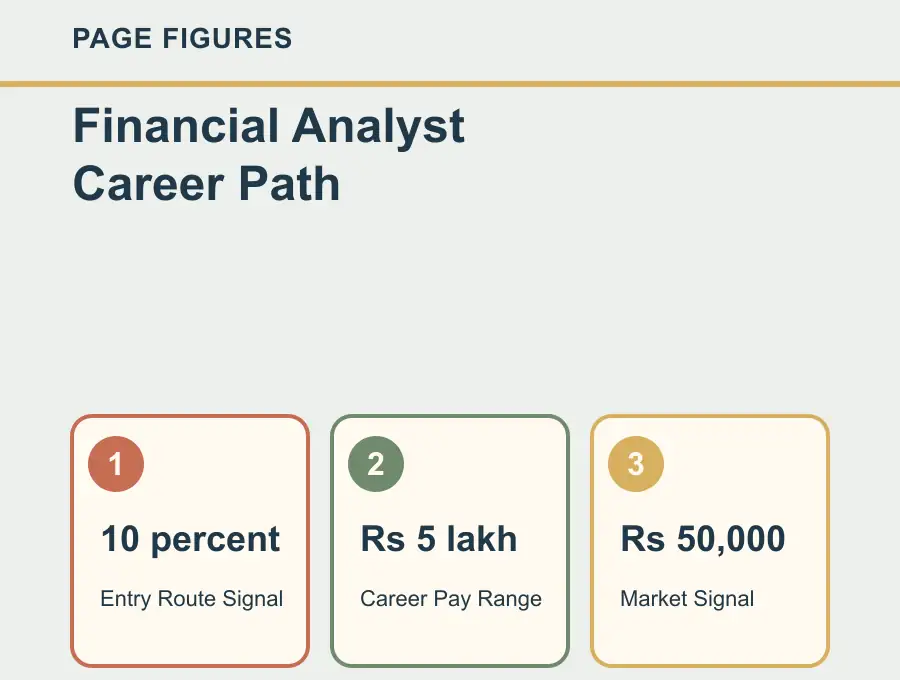 PAGE FIGURES
Financial Analyst
Career Path
1
10 percent
Entry Route Signal
2
Rs 5 lakh
Career Pay Range
3
Rs 50,000
Market Signal